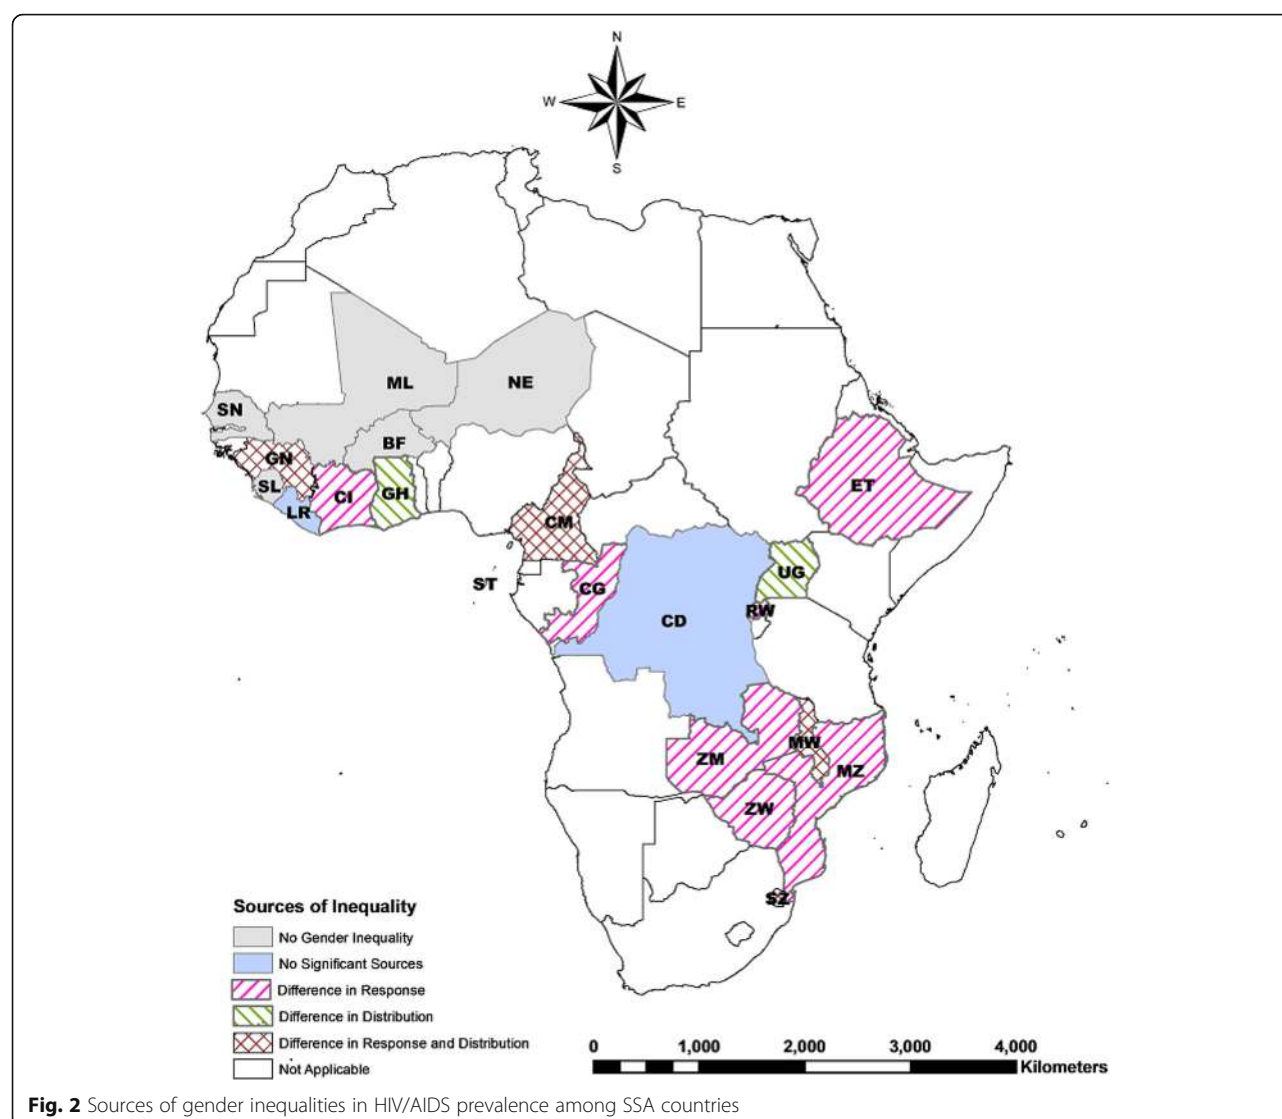 N
W E
S
ML
NE
SN
BF
GN
SL
CI
GH
LR
ET
CM
ST
CG
UG
RW
CD
MW
ZM
MZ
ZW
SZ
Sources of Inequality
No Gender Inequality
No Significant Sources
Difference in Response
Difference in Distribution
Difference in Response and Distribution
Not Applicable
0 1,000 2,000 3,000 4,000
Kilometers
Fig. 2 Sources of gender inequalities in HIV/AIDS prevalence among SSA countries